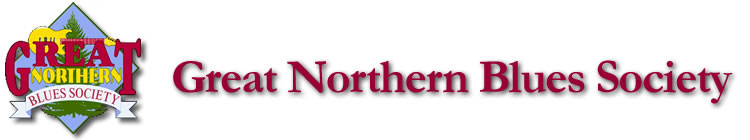 GREAT
NORTHERN
BLUES SOCIETY
Great Northern Blues Society